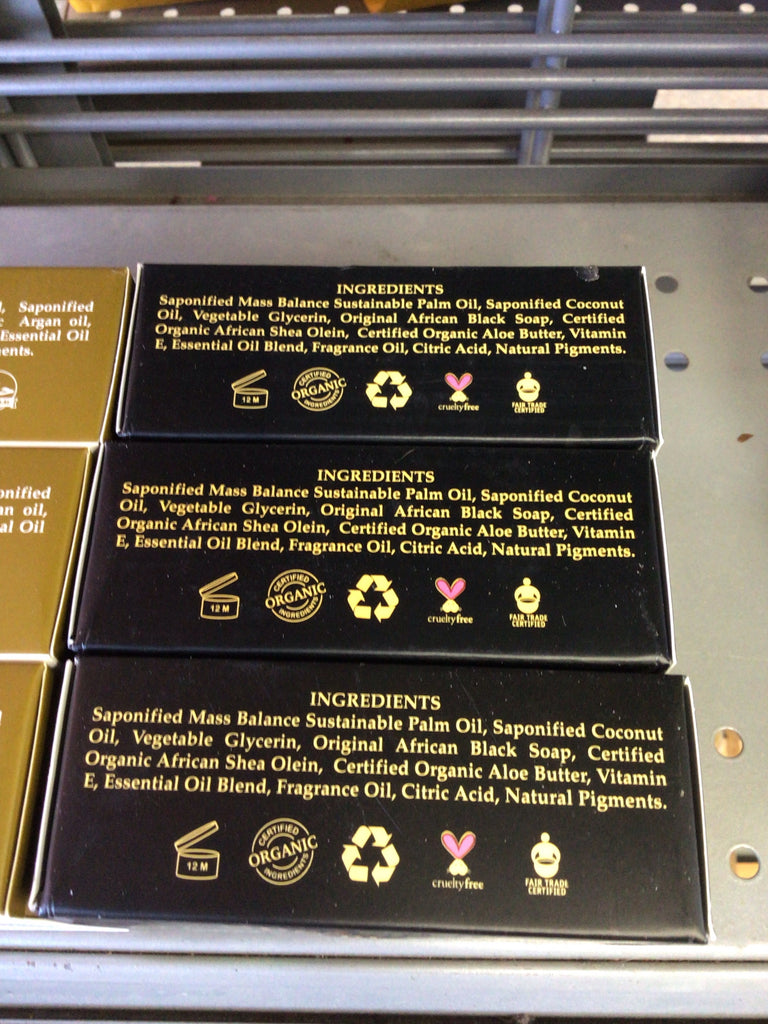 INGREDIENTS
Saponified Mass Balance Sustainable Palm Oil, Saponified Coconut
Oil, Vegetable Glycerin, Original African Black Soap, Certified
Organic African Shea Olein, Certified Organic Aloe Butter, Vitamin
E, Essential Oil Blend, Fragrance Oil, Citric Acid, Natural Pigments.
12 M
CERTIFIED
ORGANIC
INGREDIENTS
crueltyfree
FAIR TRADE
CERTIFIED
Saponified
Argan oil,
Essential Oil
INGREDIENTS
Saponified Mass Balance Sustainable Palm Oil, Saponified Coconut
Oil, Vegetable Glycerin, Original African Black Soap, Certified
Organic African Shea Olein, Certified Organic Aloe Butter, Vitamin
E, Essential Oil Blend, Fragrance Oil, Citric Acid, Natural Pigments.
12 M
CERTIFIED
ORGANIC
INGREDIENTS
crueltyfree
FAIR TRADE
CERTIFIED
oil,
Oil
INGREDIENTS
Saponified Mass Balance Sustainable Palm Oil, Saponified Coconut
Oil, Vegetable Glycerin, Original African Black Soap, Certified
Organic African Shea Olein, Certified Organic Aloe Butter, Vitamin
E, Essential Oil Blend, Fragrance Oil, Citric Acid, Natural Pigments.
12 M
CERTIFIED
ORGANIC
INGREDIENTS
crueltyfree
FAIR TRADE
CERTIFIED